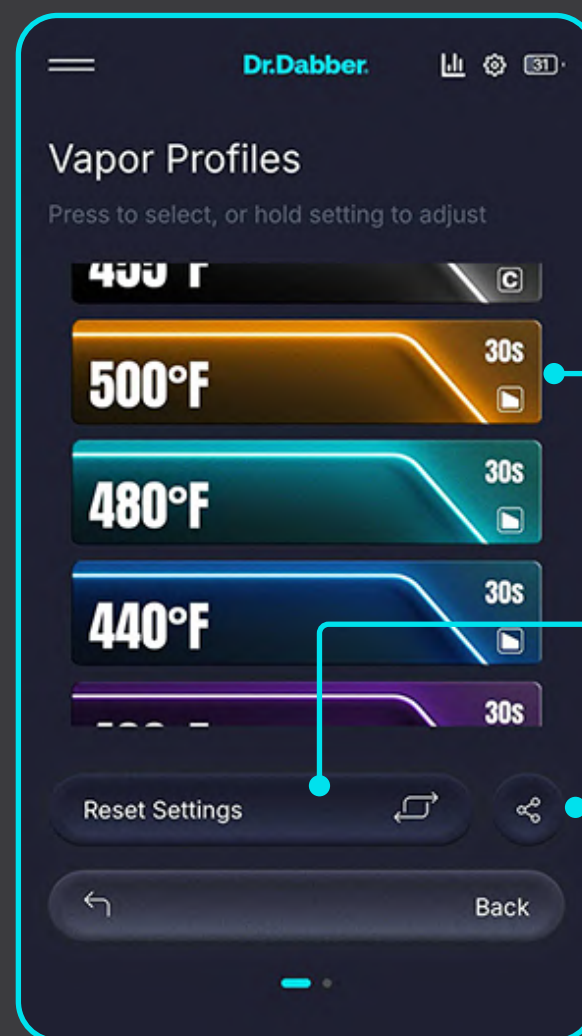 Dr.Dabber.
31
Vapor Profiles
Press to select, or hold setting to adjust
C
500°F
30s
480°F
30s
440°F
30s
30s
Reset Settings
Back